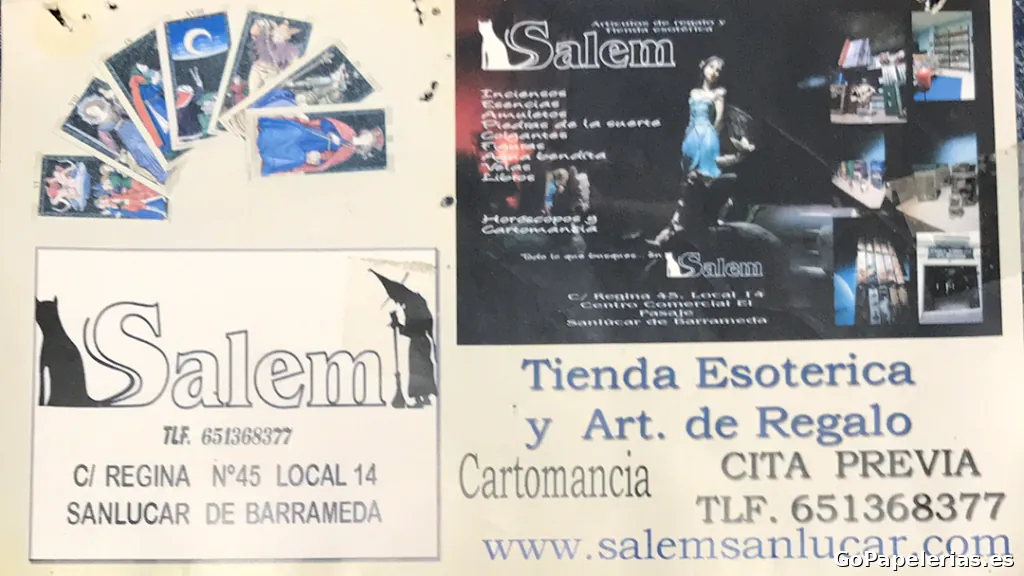 Salem
TLF. 651368377
C/ REGINA Nº45 LOCAL 14
SANLUCAR DE BARRAMEDA
Artículos de regalo y
Tienda esotérica
Salem
Inciensos
Esencias
Amuletos
Piedras de la suerte
Colgantes
Figuras
Agua bendita
Velas
Libros
Horóscopos y
Cartomancia
Todo lo que busques... en
Salem
C/ Regina 45, Local 14
Centro Comercial El
Pasaje
Sanlúcar de Barrameda
Tienda Esoterica
y Art. de Regalo
Cartomancia
CITA PREVIA
TLF. 651368377
www.salemsanlucar.com
GoPapelerias.es